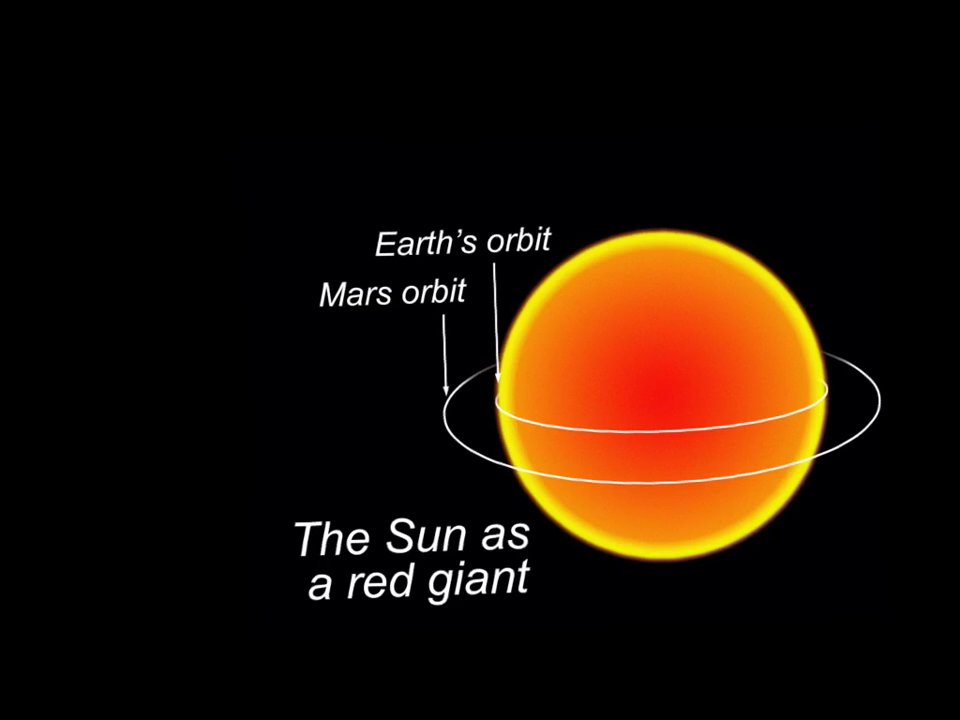 Earth's orbit
Mars orbit
The Sun as
a red giant